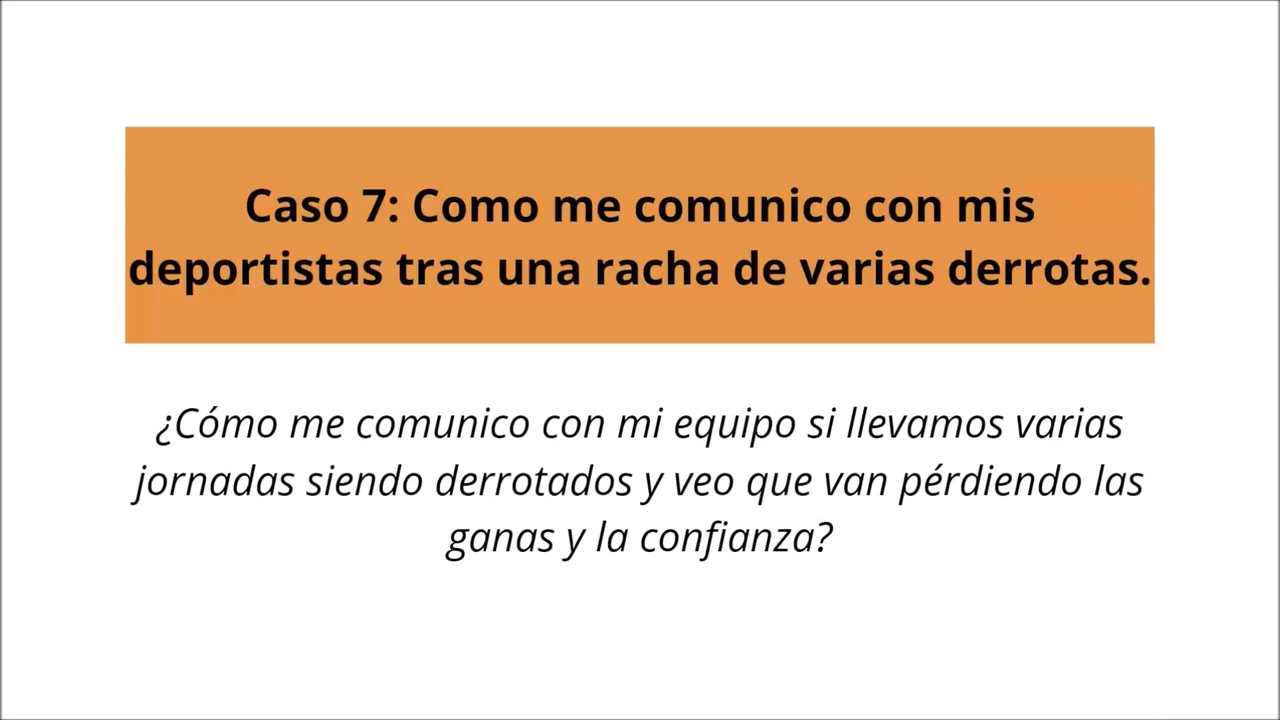 Caso 7: Como me comunico con mis
deportistas tras una racha de varias derrotas.
¿Cómo me comunico con mi equipo si llevamos varias
jornadas siendo derrotados y veo que van pérdiendo las
ganas y la confianza?